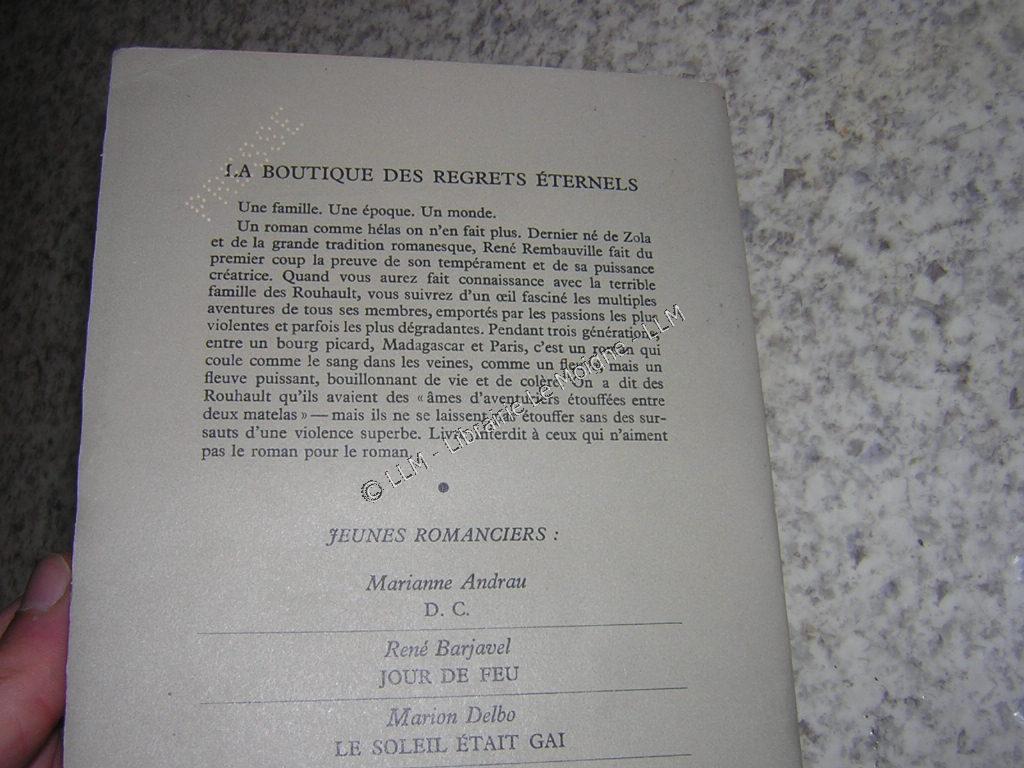 LA BOUTIQUE DES REGRETS ÉTERNELS
Une famille. Une époque. Un monde.
Un roman comme hélas on n'en fait plus. Dernier né de Zola
et de la grande tradition romanesque, René Rembauville fait du
premier coup la preuve de son tempérament et de sa puissance
créatrice. Quand vous aurez fait connaissance avec la terrible
famille des Rouhault, vous suivrez d'un œil fasciné les multiples
aventures de tous ses membres, emportés par les passions les plus
violentes et parfois les plus dégradantes. Pendant trois générations,
entre un bourg picard, Madagascar et Paris, c'est un roman qui
coule comme le sang dans les veines, comme un fleuve mais un
fleuve puissant, bouillonnant de vie et de colère. On a dit des
Rouhault qu'ils avaient des « âmes d'aventuriers étouffées entre
deux matelas » — mais ils ne se laissent pas étouffer sans des sur-
sauts d'une violence superbe. Livre interdit à ceux qui n'aiment
pas le roman pour le roman.
© LLM - Librairie Le Moigne - LLM
JEUNES ROMANCIERS :
Marianne Andrau
D. C.
René Barjavel
JOUR DE FEU
Marion Delbo
LE SOLEIL ÉTAIT GAI